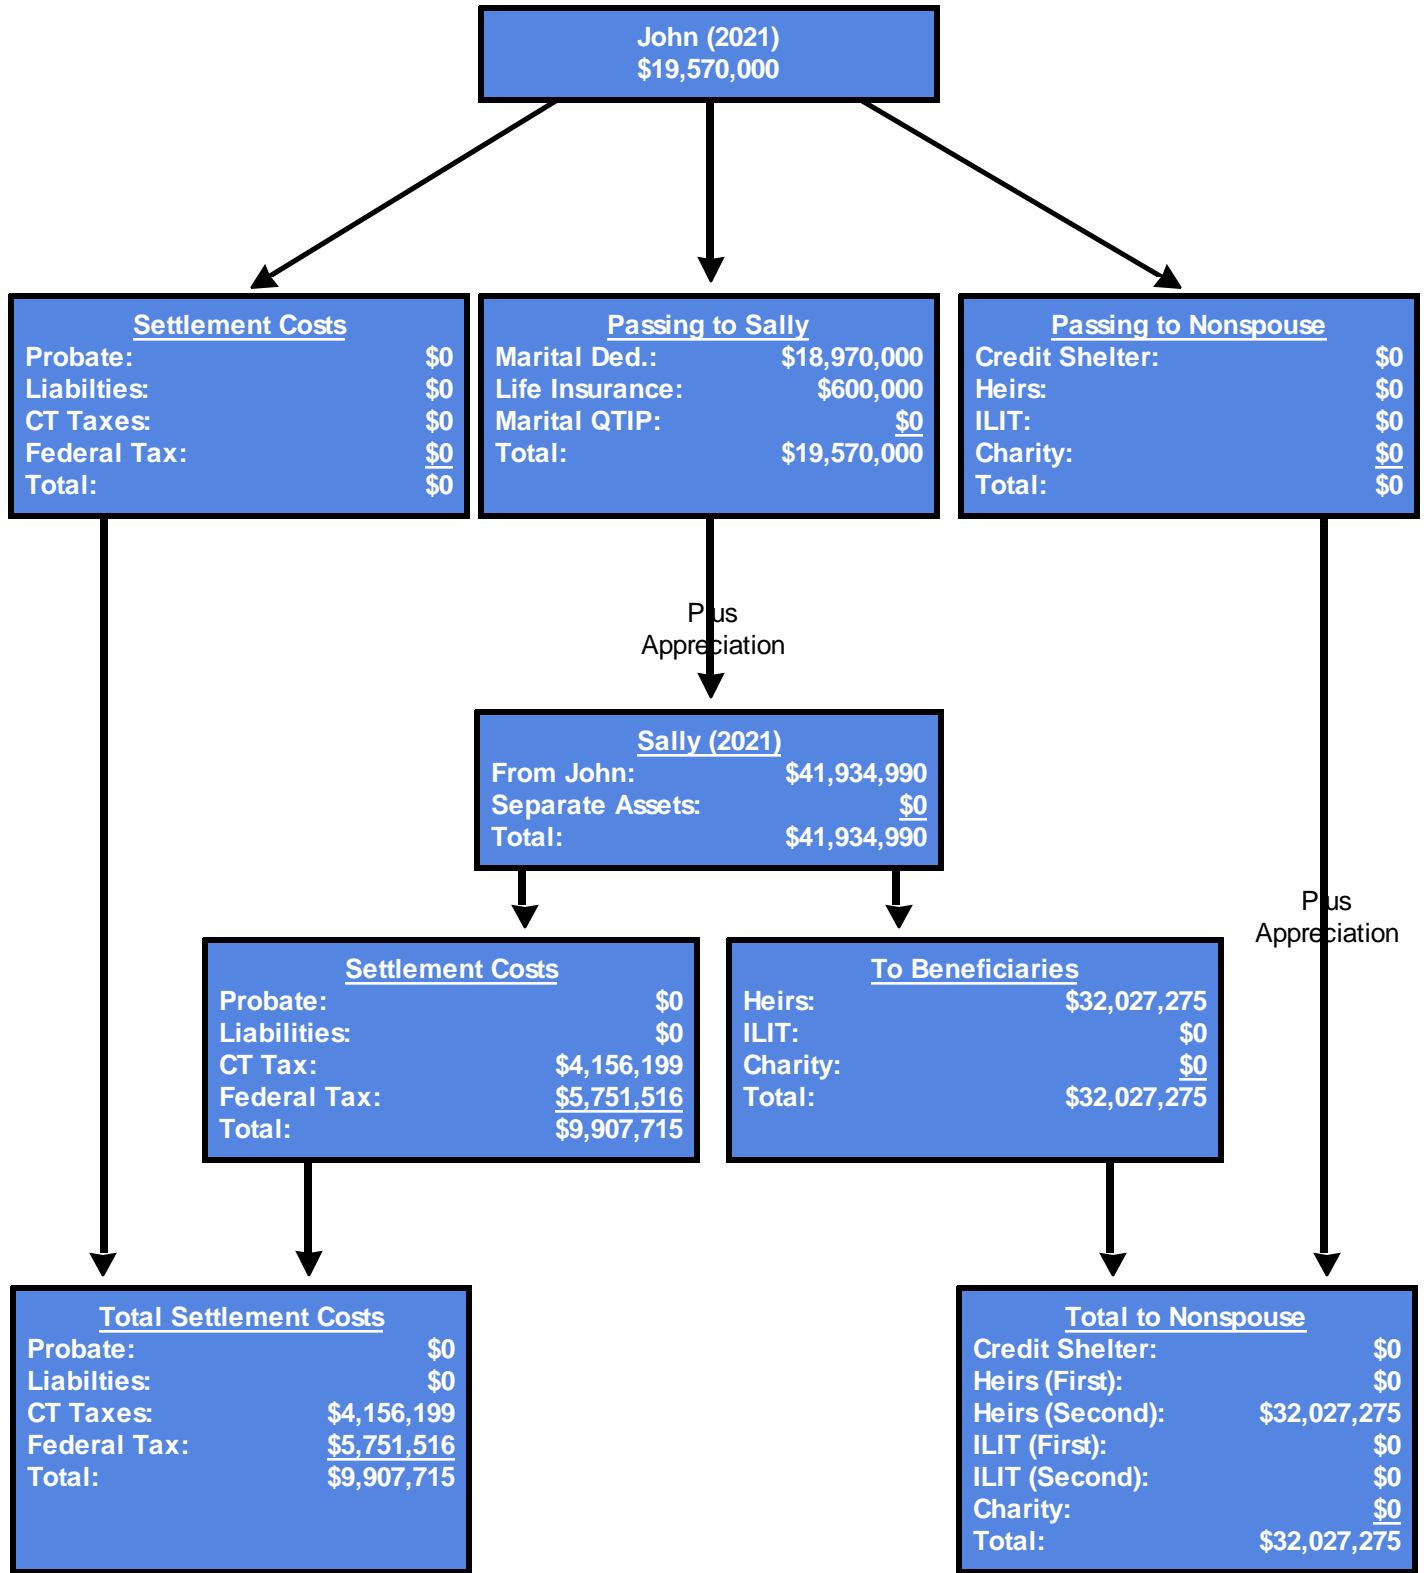 John (2021)
$19,570,000
Settlement Costs
Probate: $0
Liabilties: $0
CT Taxes: $0
Federal Tax: $0
Total: $0
Passing to Sally
Marital Ded.: $18,970,000
Life Insurance: $600,000
Marital QTIP: $0
Total: $19,570,000
Passing to Nonspouse
Credit Shelter: $0
Heirs: $0
ILIT: $0
Charity: $0
Total: $0
Plus
Appreciation
Sally (2021)
From John: $41,934,990
Separate Assets: $0
Total: $41,934,990
Plus
Appreciation
Settlement Costs
Probate: $0
Liabilities: $0
CT Tax: $4,156,199
Federal Tax: $5,751,516
Total: $9,907,715
To Beneficiaries
Heirs: $32,027,275
ILIT: $0
Charity: $0
Total: $32,027,275
Total Settlement Costs
Probate: $0
Liabilties: $0
CT Taxes: $4,156,199
Federal Tax: $5,751,516
Total: $9,907,715
Total to Nonspouse
Credit Shelter: $0
Heirs (First): $0
Heirs (Second): $32,027,275
ILIT (First): $0
ILIT (Second): $0
Charity: $0
Total: $32,027,275